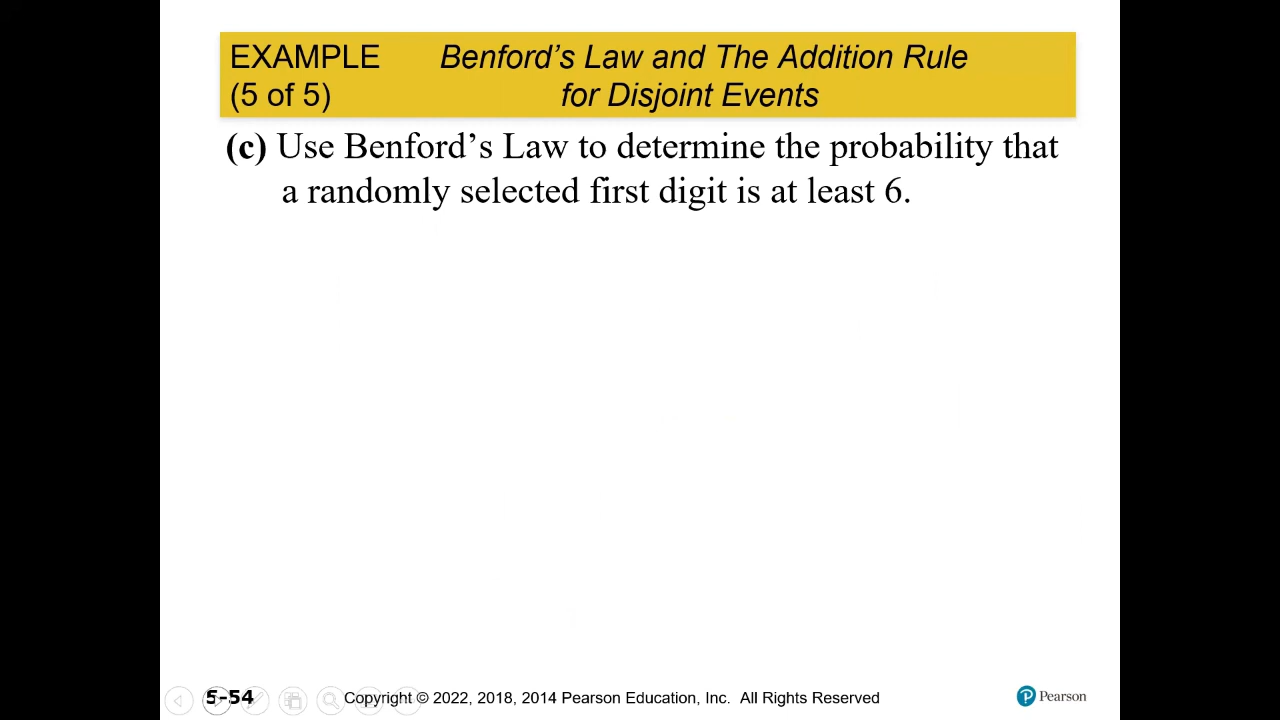 EXAMPLE Benford’s Law and The Addition Rule
(5 of 5) for Disjoint Events
(c) Use Benford’s Law to determine the probability that
a randomly selected first digit is at least 6.
5-54 Copyright © 2022, 2018, 2014 Pearson Education, Inc. All Rights Reserved
P Pearson